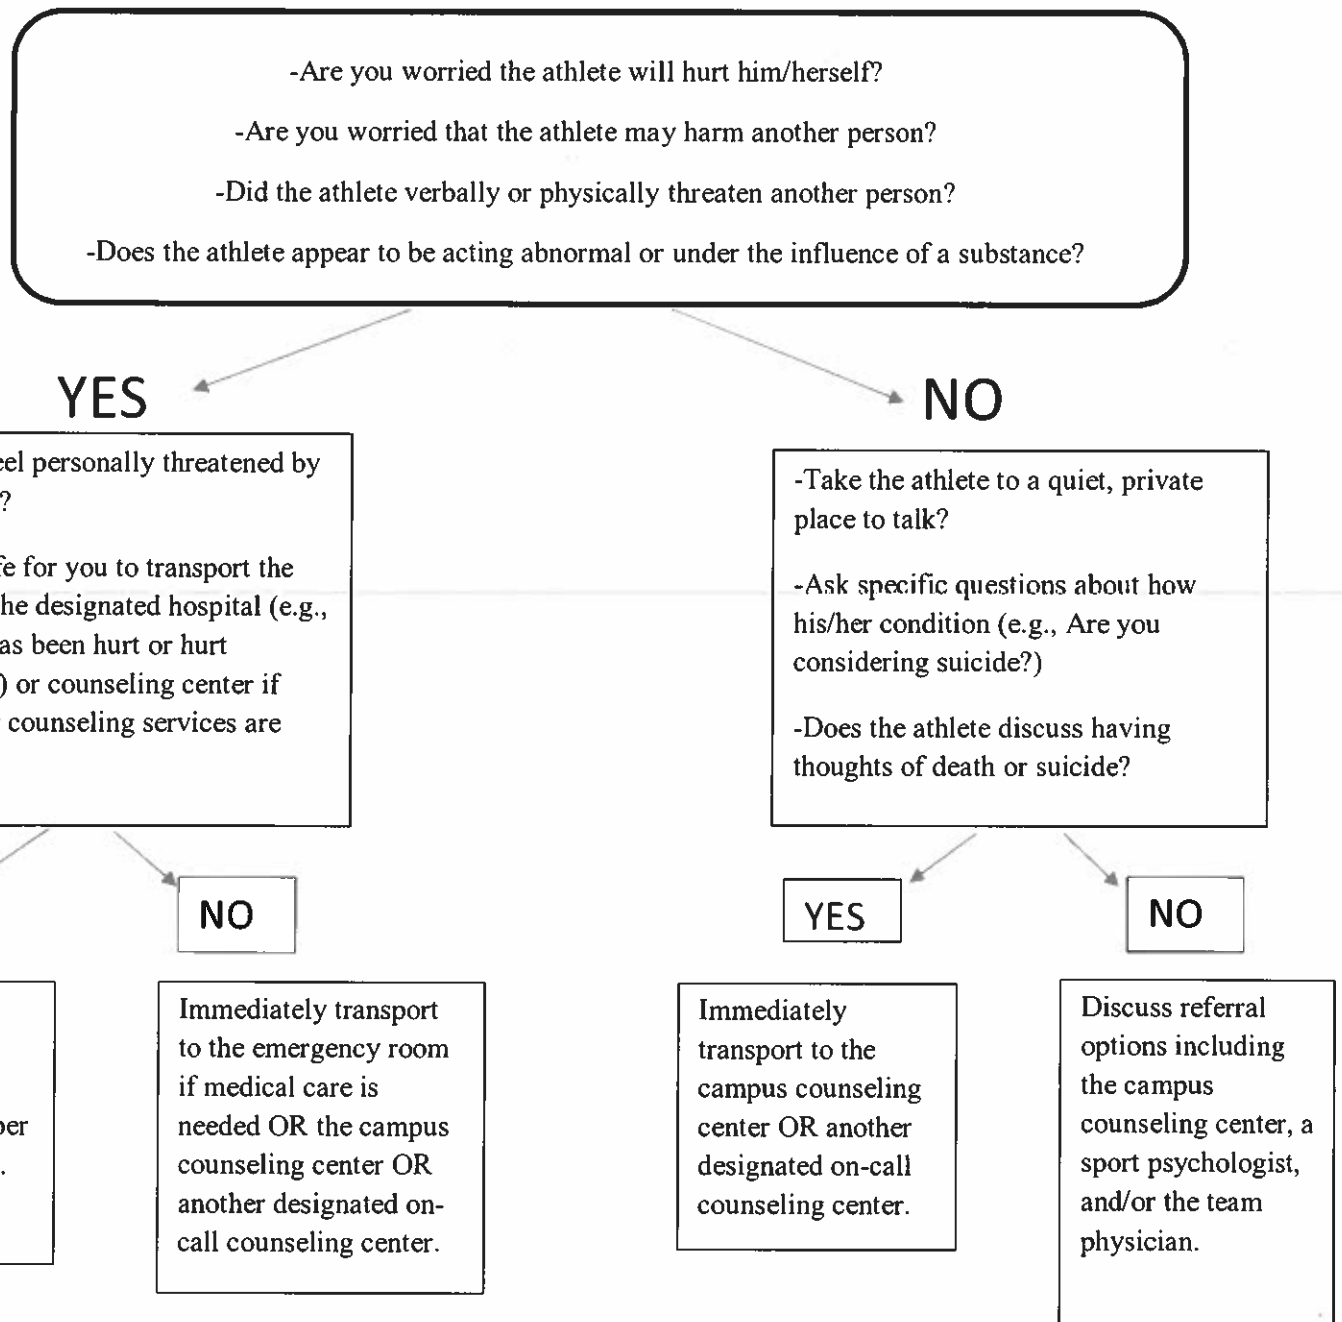 -Are you worried the athlete will hurt him/herself?
-Are you worried that the athlete may harm another person?
-Did the athlete verbally or physically threaten another person?
-Does the athlete appear to be acting abnormal or under the influence of a substance?
YES
personally threatened by
?
for you to transport the
designated hospital (e.g.,
been hurt or hurt
) or counseling center if
counseling services are
NO
-Take the athlete to a quiet, private
place to talk?
-Ask specific questions about how
his/her condition (e.g., Are you
considering suicide?)
-Does the athlete discuss having
thoughts of death or suicide?
NO
Immediately transport
to the emergency room
if medical care is
needed OR the campus
counseling center OR
another designated on-
call counseling center.
YES
Immediately
transport to the
campus counseling
center OR another
designated on-call
counseling center.
NO
Discuss referral
options including
the campus
counseling center, a
sport psychologist,
and/or the team
physician.